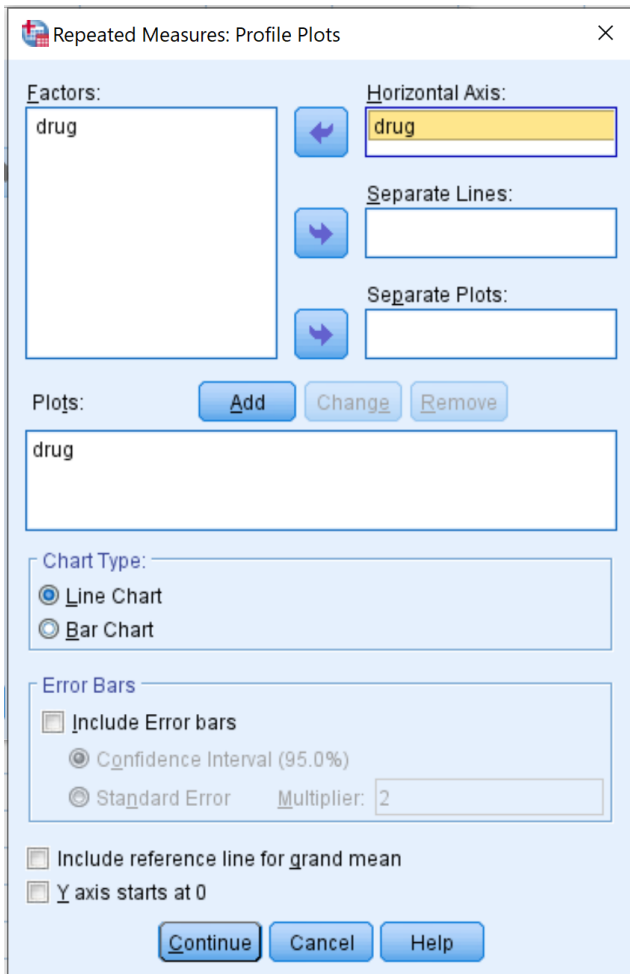 Repeated Measures: Profile Plots
Factors:
drug
Horizontal Axis:
drug
Separate Lines:
Separate Plots:
Plots:
Add
Change
Remove
drug
Chart Type:
Line Chart
Bar Chart
Error Bars
Include Error bars
Confidence Interval (95.0%)
Standard Error
Multiplier:
2
Include reference line for grand mean
Y axis starts at 0
Continue
Cancel
Help